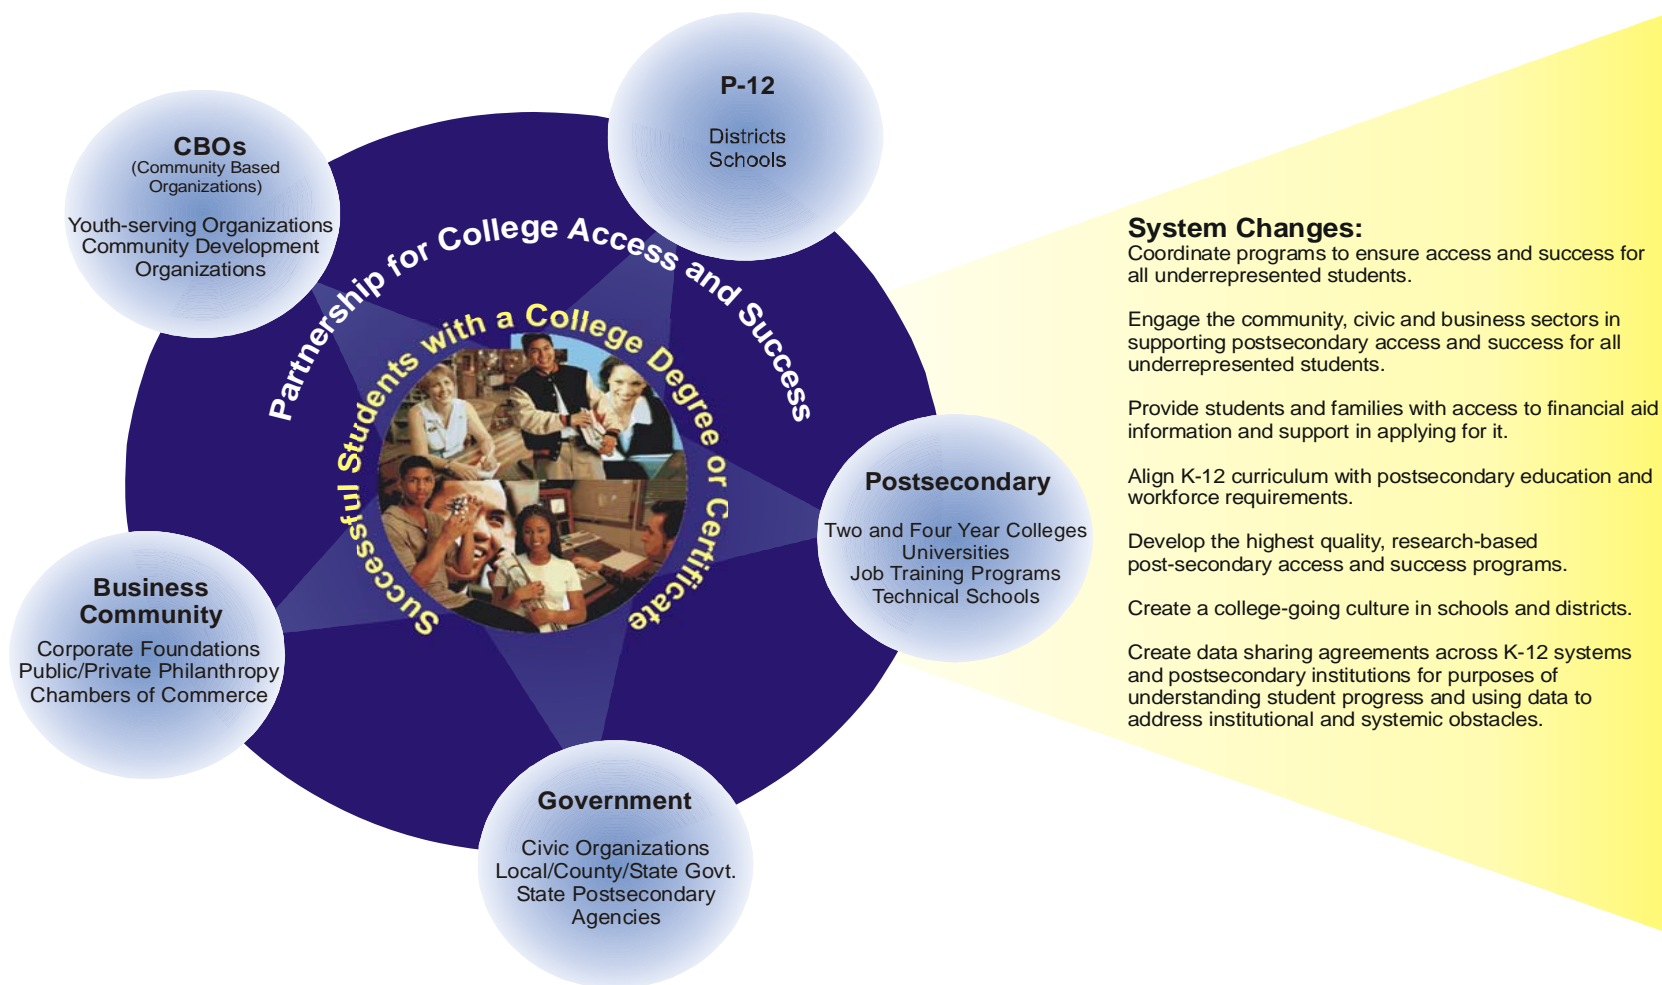 P-12
Districts
Schools
CBOs
(Community Based
Organizations)
Youth-serving Organizations
Community Development
Organizations
Partnership for College Access and Success
Successful Students with a College Degree or Certificate
Postsecondary
Two and Four Year Colleges
Universities
Job Training Programs
Technical Schools
Business
Community
Corporate Foundations
Public/Private Philanthropy
Chambers of Commerce
Government
Civic Organizations
Local/County/State Govt.
State Postsecondary
Agencies
System Changes:
Coordinate programs to ensure access and success for
all underrepresented students.
Engage the community, civic and business sectors in
supporting postsecondary access and success for all
underrepresented students.
Provide students and families with access to financial aid
information and support in applying for it.
Align K-12 curriculum with postsecondary education and
workforce requirements.
Develop the highest quality, research-based
post-secondary access and success programs.
Create a college-going culture in schools and districts.
Create data sharing agreements across K-12 systems
and postsecondary institutions for purposes of
understanding student progress and using data to
address institutional and systemic obstacles.